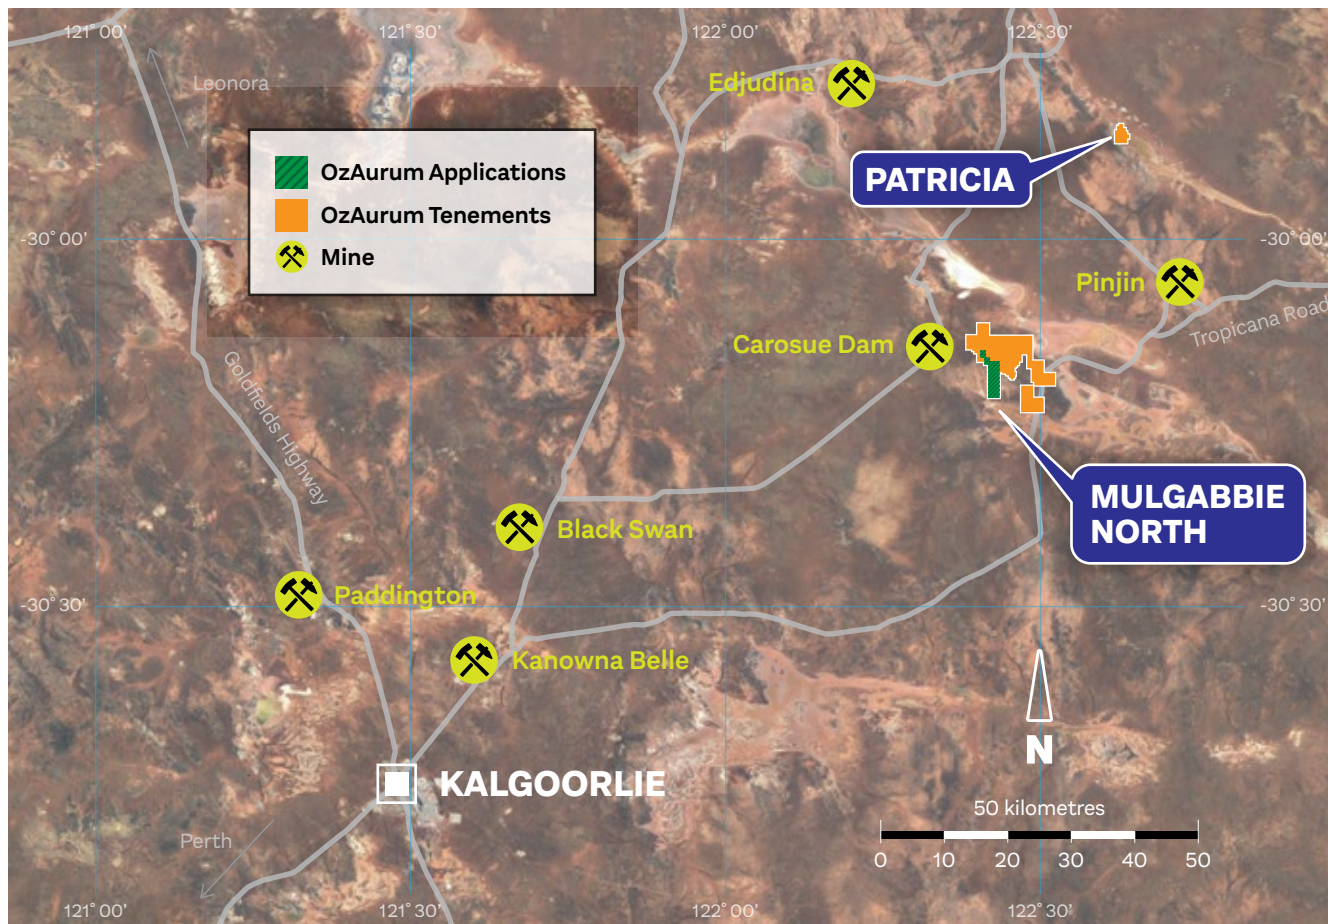 121° 00’
121° 30’
122° 00’
122° 30’
Leonora
Edjudina
OzAurum Applications
OzAurum Tenements
Mine
PATRICIA
-30° 00’
-30° 00’
Pinjin
Tropicana Road
Carosue Dam
Goldfields HIghway
MULGABBIE
NORTH
Black Swan
Paddington
-30° 30’
-30° 30’
Kanowna Belle
N
KALGOORLIE
50 kilometres
Perth
0 10 20 30 40 50
121° 00’
121° 30’
122° 00’
122° 30’